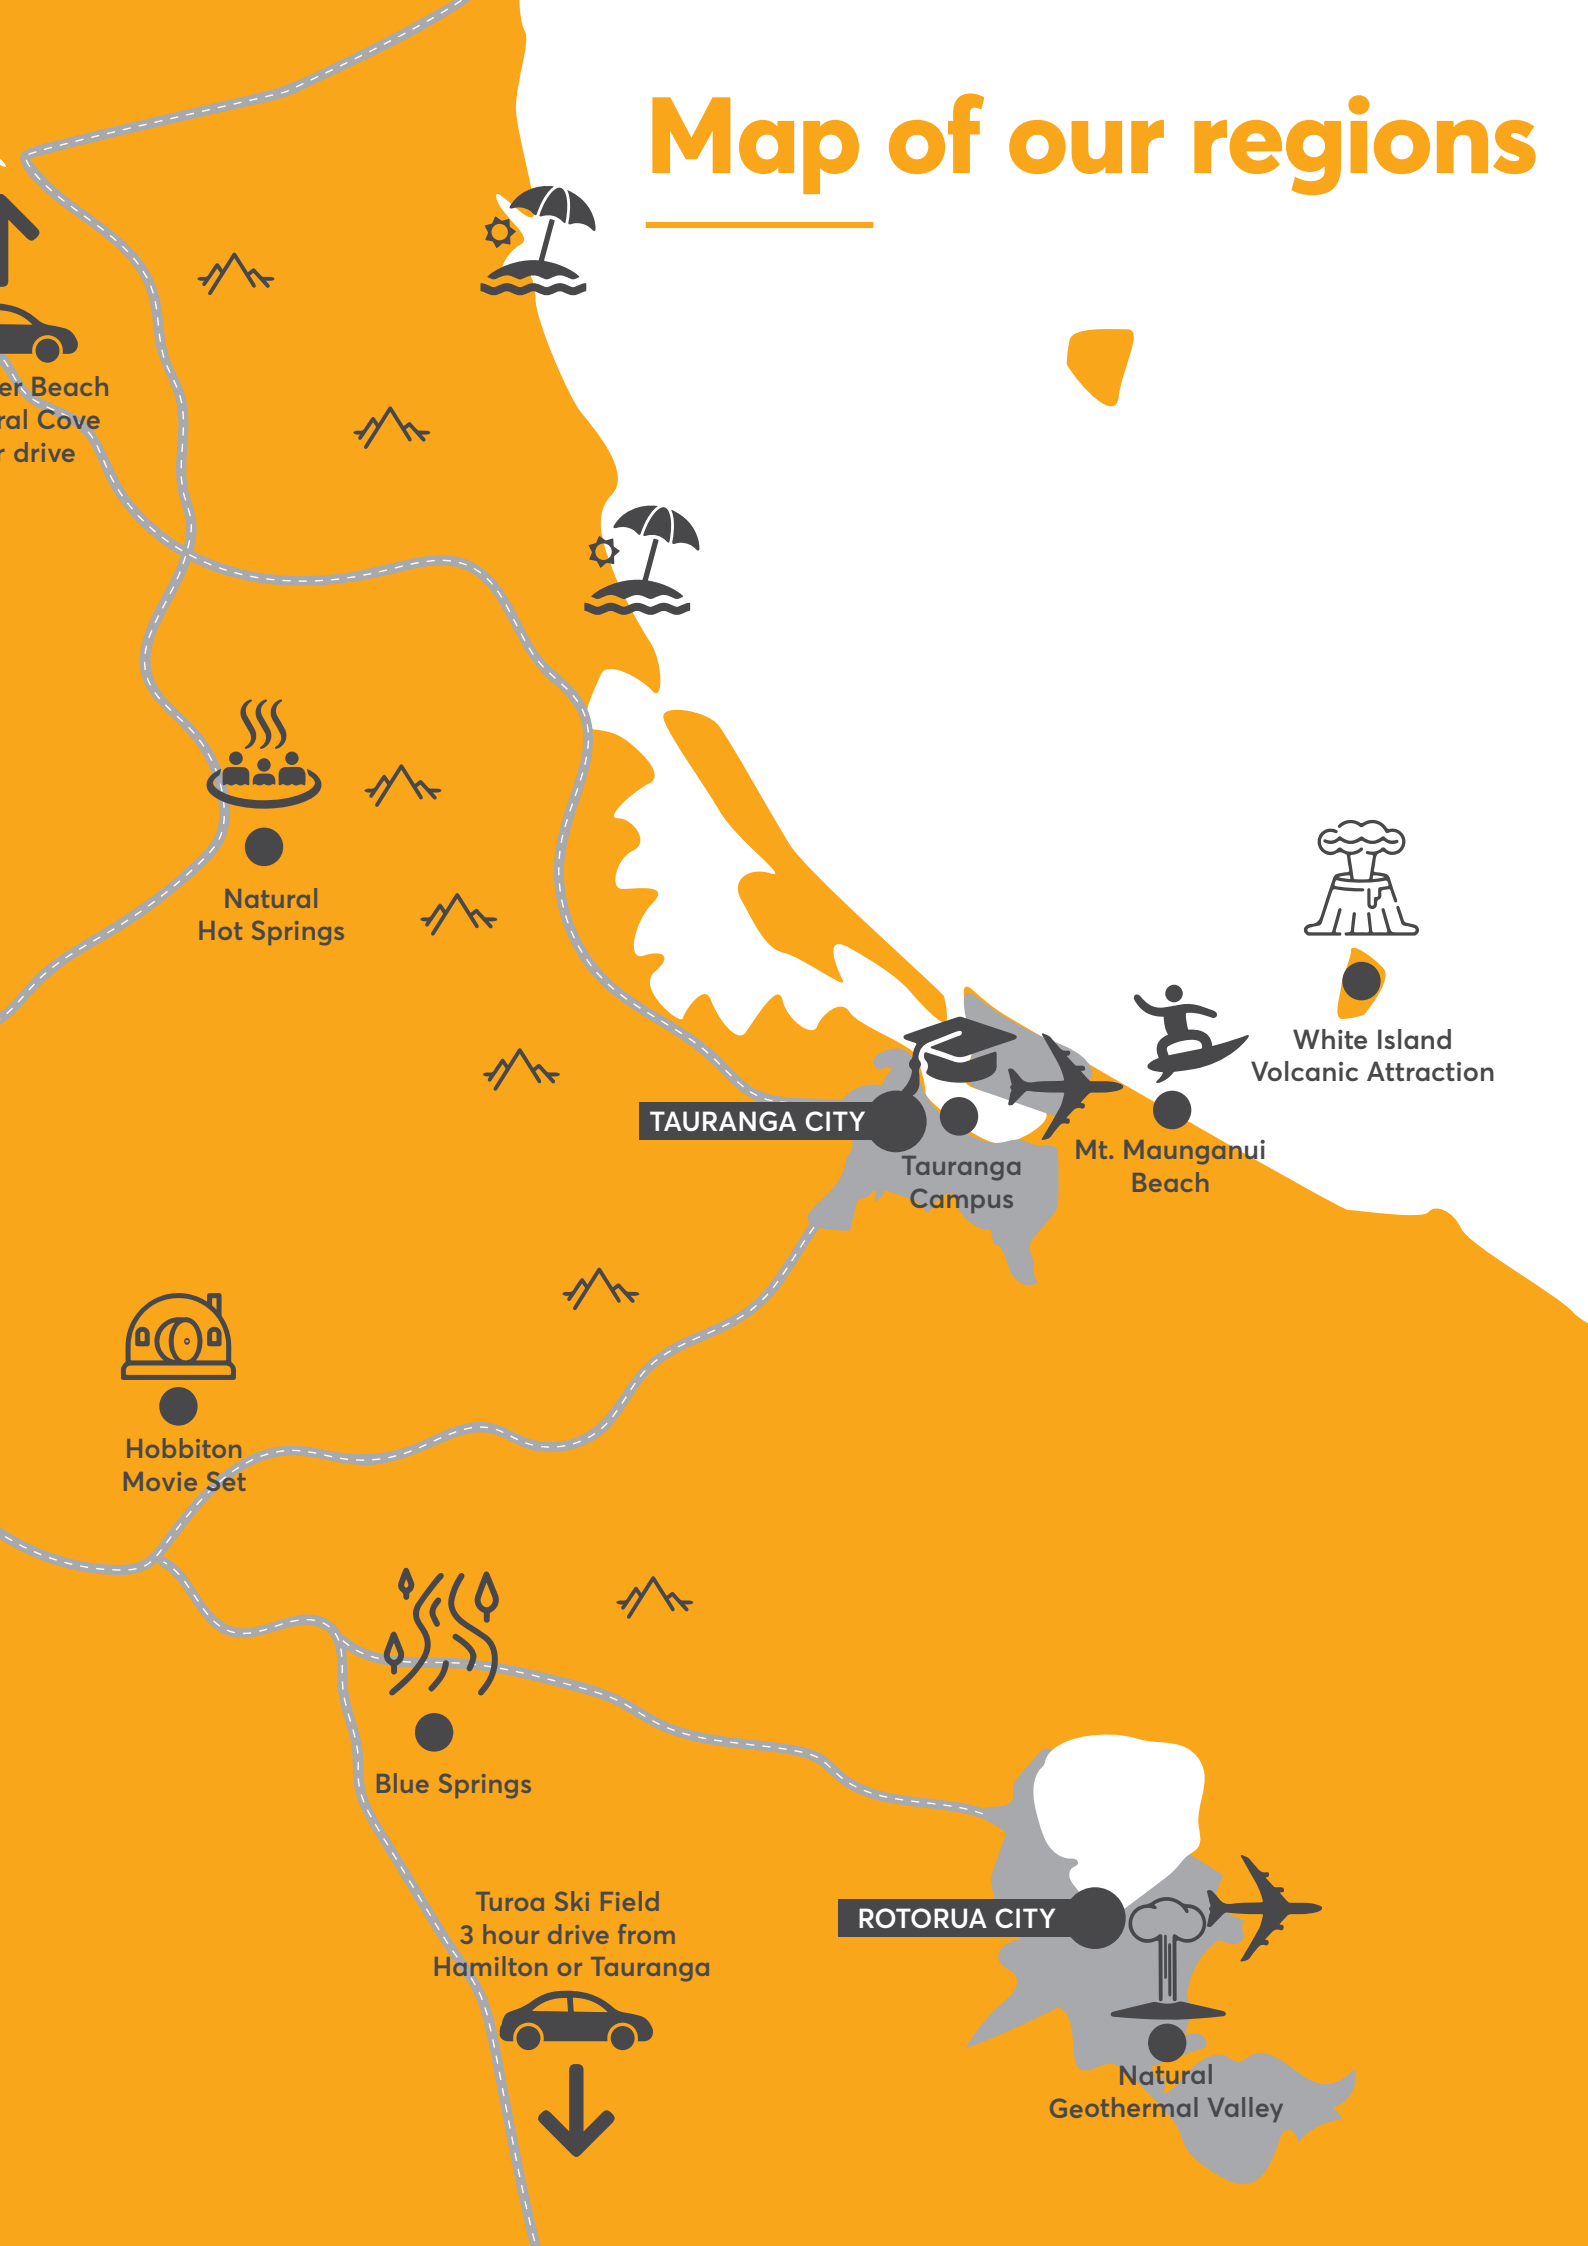 Map of our regions
Beach
Cove
drive
Natural
Hot Springs
White Island
Volcanic Attraction
TAURANGA CITY
Tauranga
Campus
Mt. Maunganui
Beach
Hobbiton
Movie Set
Blue Springs
Turoa Ski Field
3 hour drive from
Hamilton or Tauranga
ROTORUA CITY
Natural
Geothermal Valley